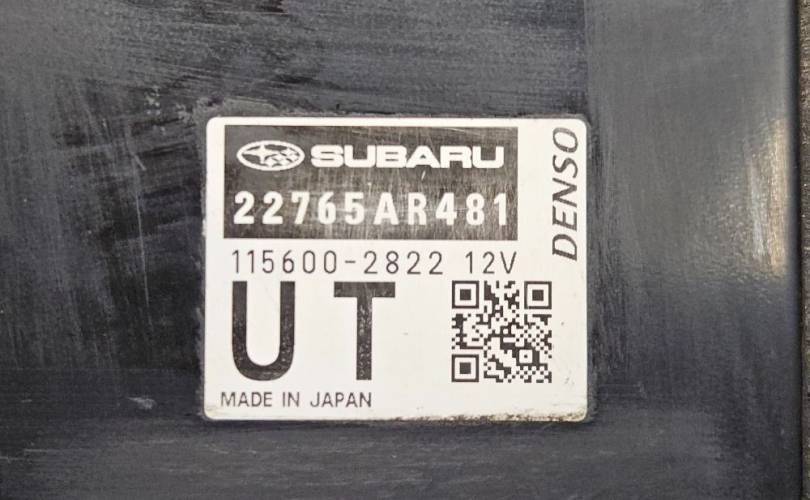 SUBARU
22765AR481
DENSO
115600-2822 12V
UT
MADE IN JAPAN